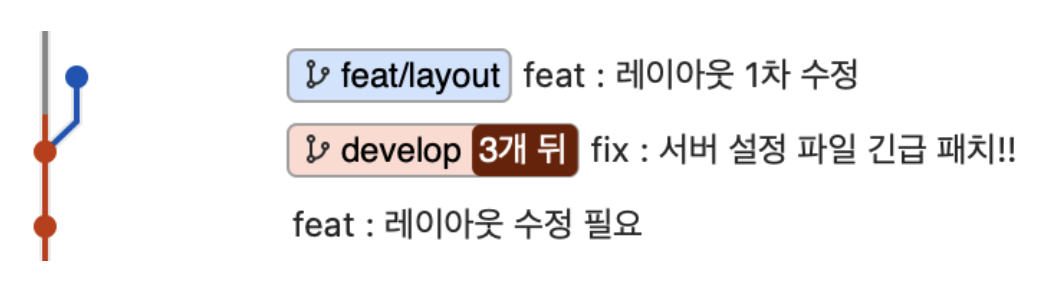 feat/layout feat : 레이아웃 1차 수정
develop 3개 뒤 fix : 서버 설정 파일 긴급 패치!!
feat : 레이아웃 수정 필요